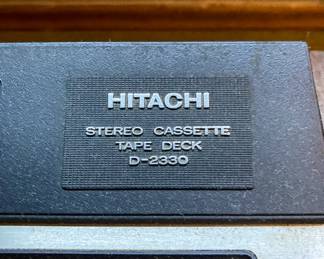 HITACHI
STEREO CASSETTE
TAPE DECK
D-2330